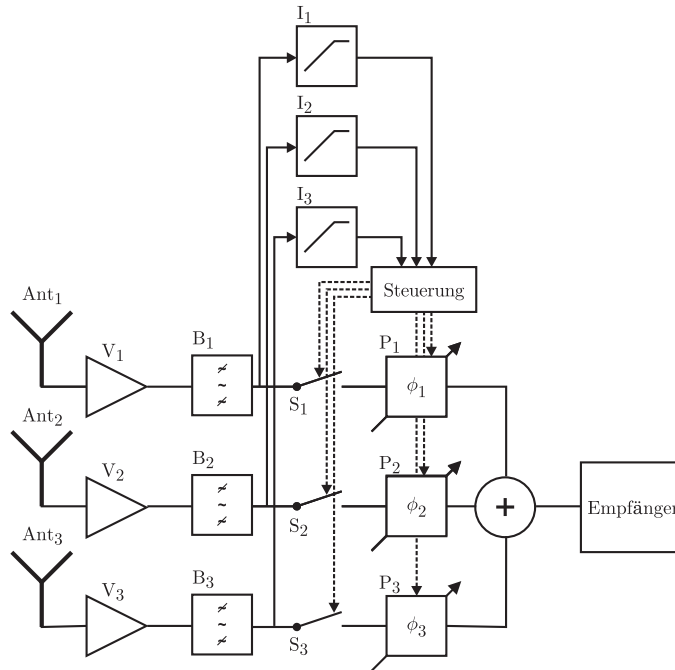 I₁
I₂
I₃
Steuerung
Ant₁
V₁
B₁
S₁
P₁
ϕ₁
Ant₂
V₂
B₂
S₂
P₂
ϕ₂
+
Empfänger
Ant₃
V₃
B₃
S₃
P₃
ϕ₃